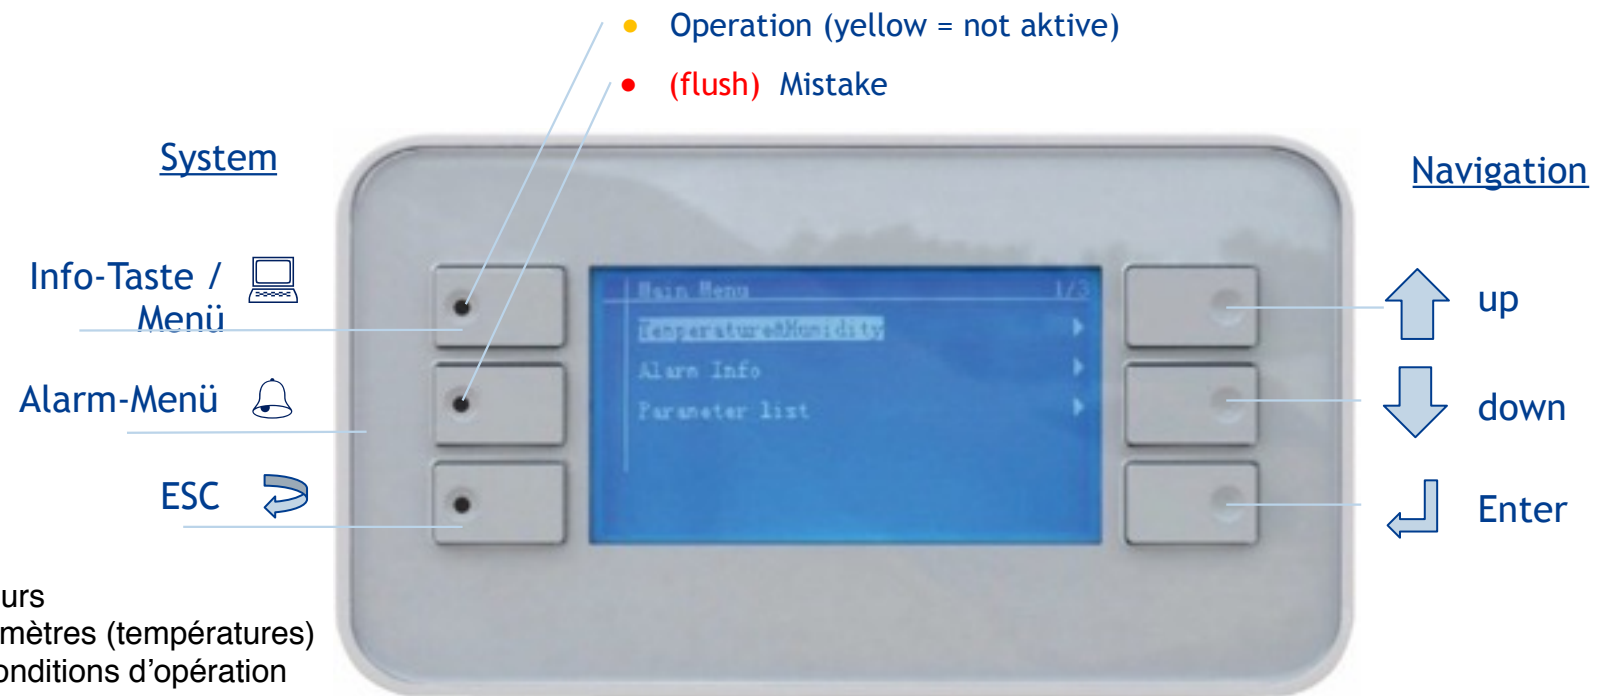 Operation (yellow = not aktive)
(flush) Mistake
System
Navigation
Info-Taste /
Menü
Alarm-Menü
ESC
Main Menu 1/3
Temperature&Humidity
Alarm Info
Parameter list
up
down
Enter
urs
mètres (températures)
onditions d’opération